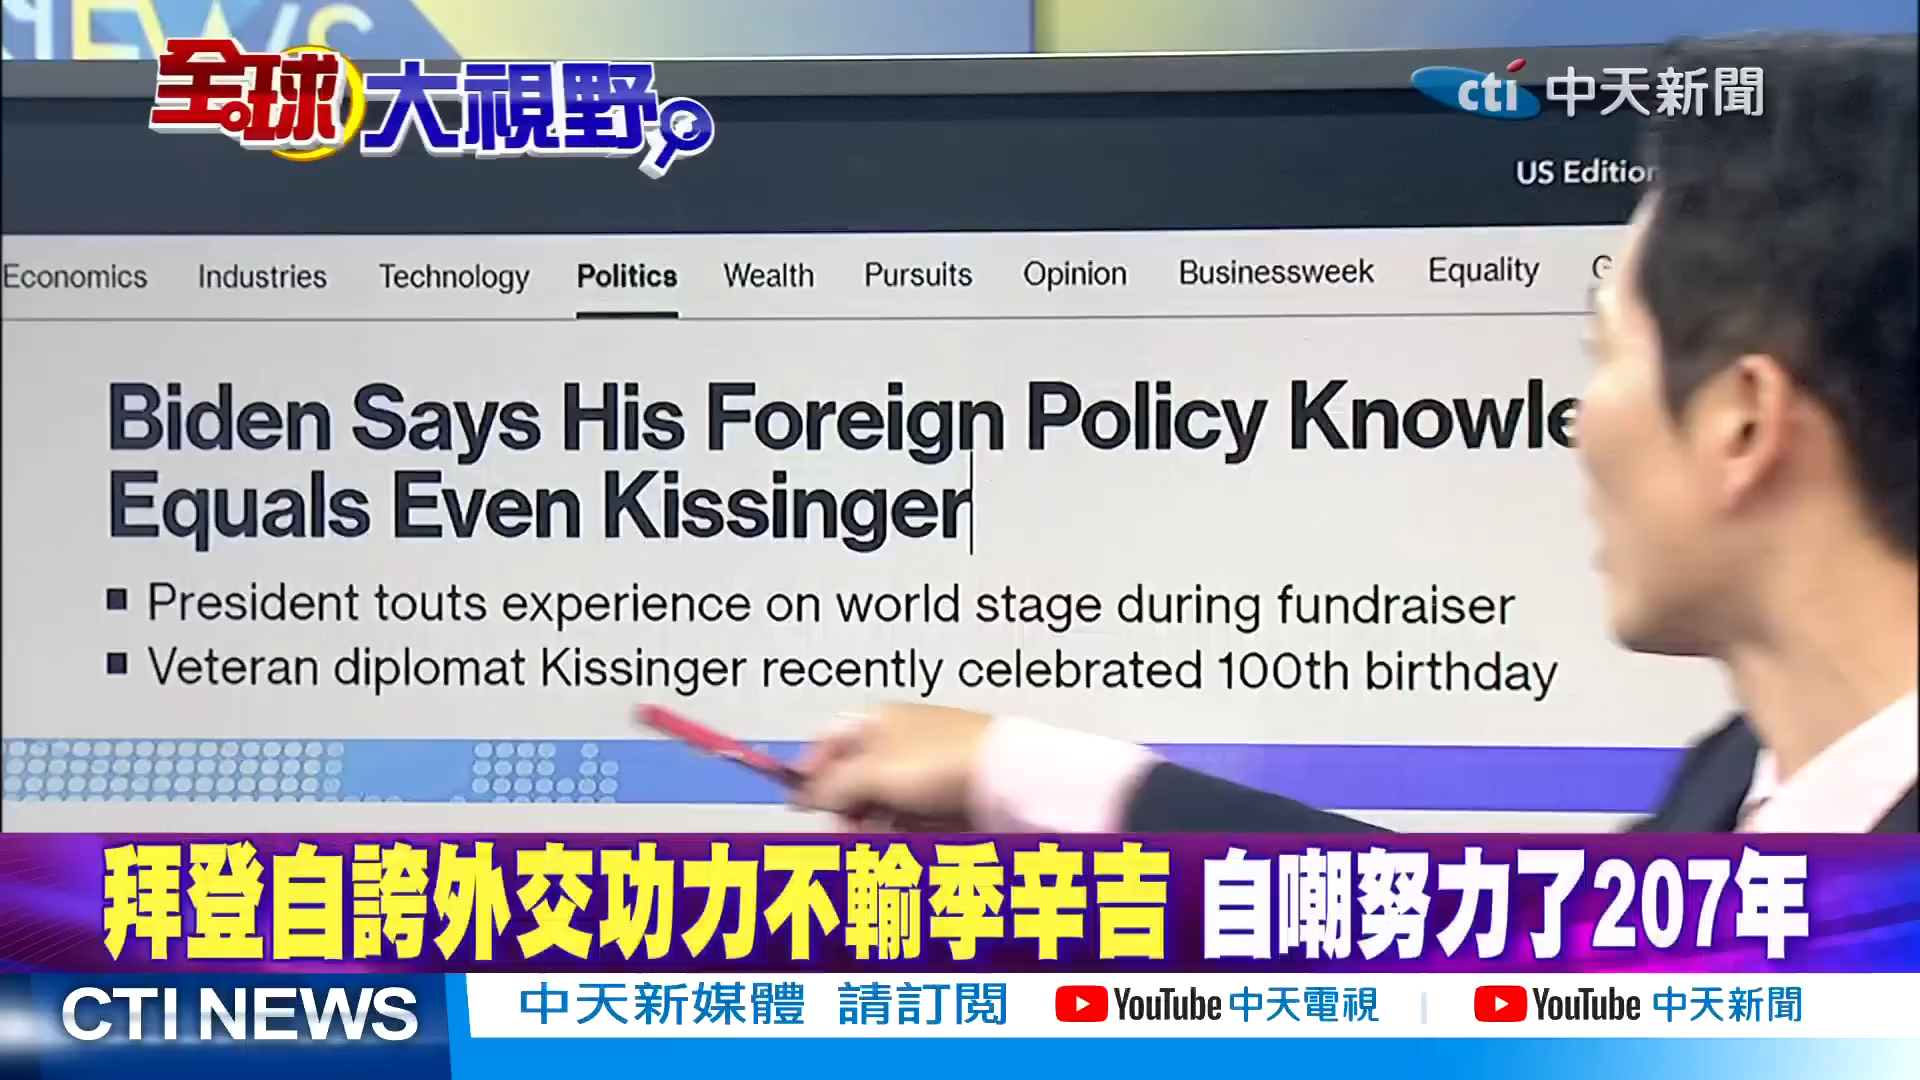 NEWS
全球大視野
cti 中天新聞
US Edition
Economics Industries Technology Politics Wealth Pursuits Opinion Businessweek Equality
Biden Says His Foreign Policy
Equals Even Kissinger
▪ President touts experience on world stage during fundraiser
▪ Veteran diplomat Kissinger recently celebrated 100th birthday
拜登自誇外交功力不輸季辛吉 自嘲努力了207年
CTI NEWS 中天新媒體 請訂閱 YouTube 中天電視 | YouTube 中天新聞